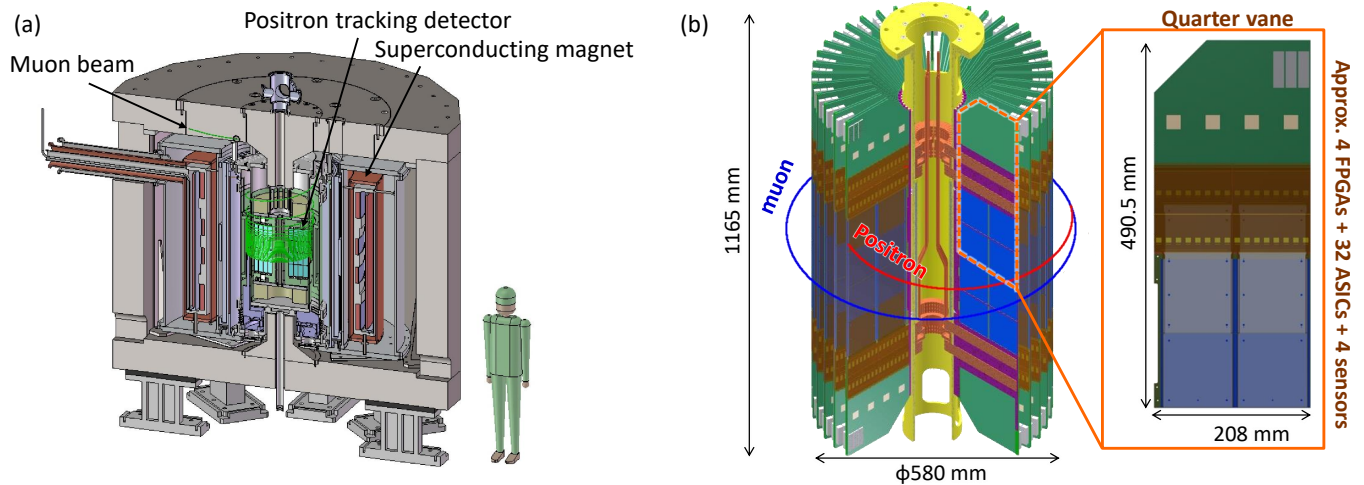 (a)
Positron tracking detector
Superconducting magnet
Muon beam
(b)
1165 mm
muon
Positron
ϕ580 mm
Quarter vane
490.5 mm
208 mm
Approx. 4 FPGAs + 32 ASICs + 4 sensors